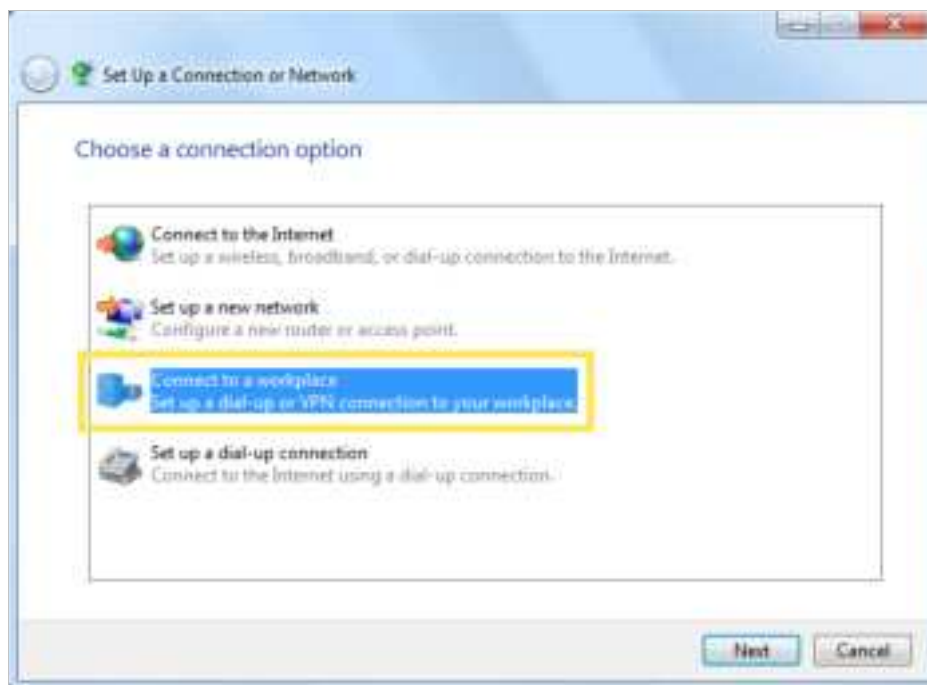 Set Up a Connection or Network
Choose a connection option
Connect to the Internet
Set up a wireless, broadband, or dial-up connection to the Internet.
Set up a new network
Configure a new router or access point.
Connect to a workplace
Set up a dial-up or VPN connection to your workplace.
Set up a dial-up connection
Connect to the Internet using a dial-up connection.
Next
Cancel